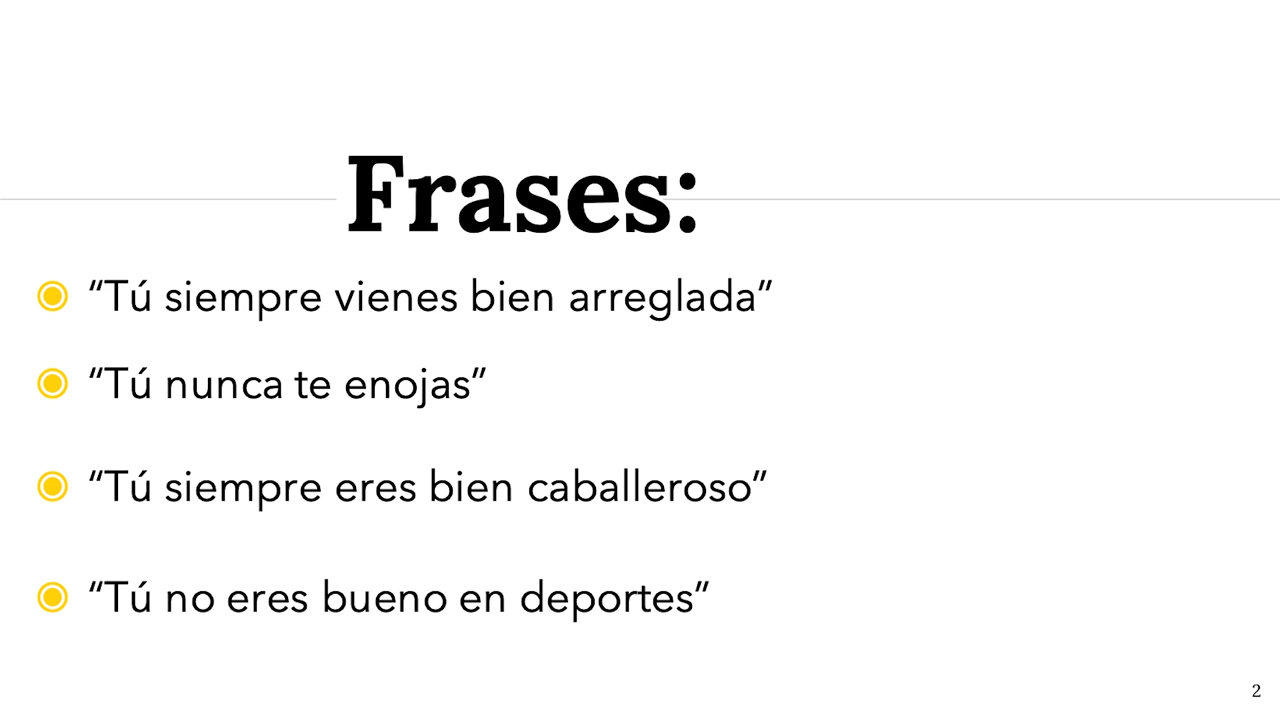 Frases:
“Tú siempre vienes bien arreglada”
“Tú nunca te enojas”
“Tú siempre eres bien caballeroso”
“Tú no eres bueno en deportes”
2